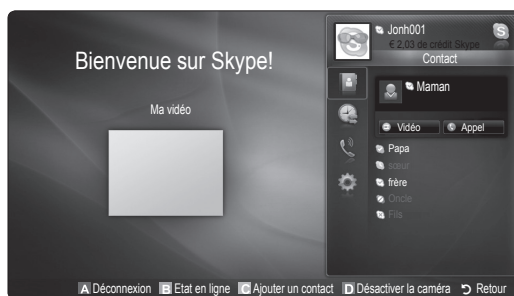 Bienvenue sur Skype!
Ma vidéo
Jonh001
€ 2,03 de crédit Skype
Contact
Maman
Vidéo
Appel
Papa
sœur
frère
Oncle
Fils
A Déconnexion B Etat en ligne C Ajouter un contact D Désactiver la caméra Retour